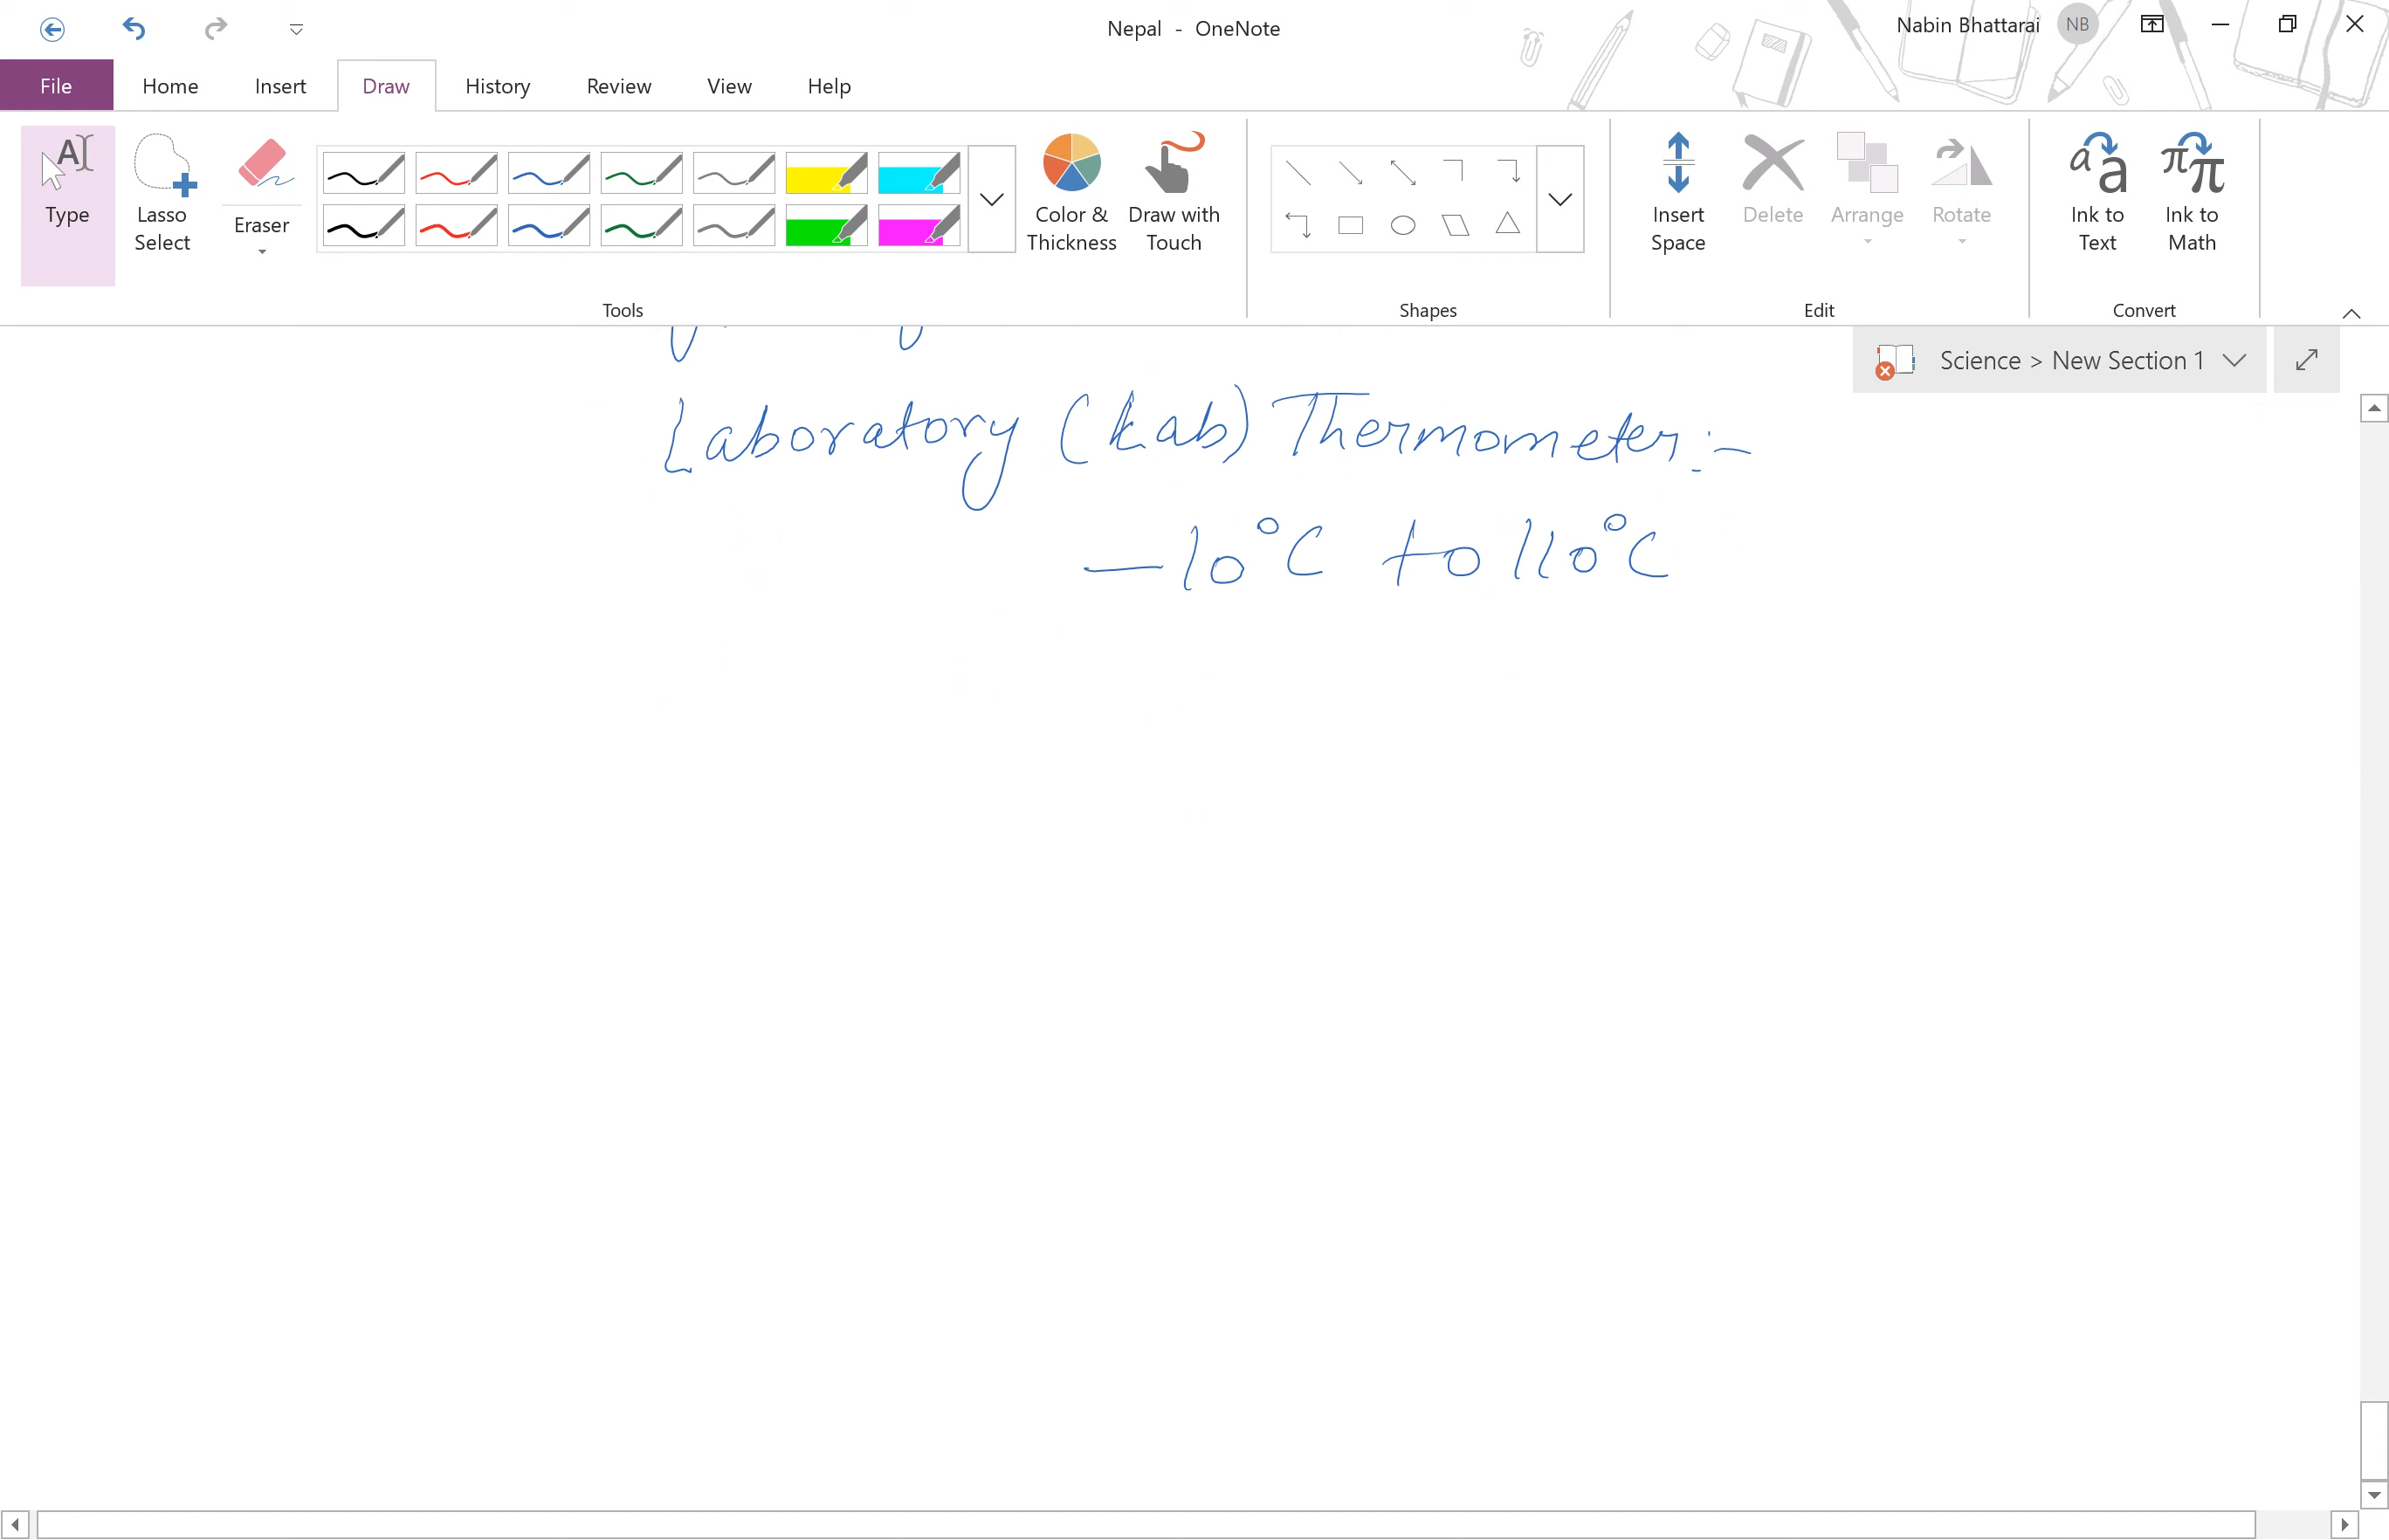 Nepal - OneNote
Nabin Bhattarai NB
File Home Insert Draw History Review View Help
Type
Lasso Select
Eraser
Color & Thickness
Draw with Touch
Insert Space
Delete
Arrange
Rotate
Ink to Text
Ink to Math
Tools Shapes Edit Convert
Science > New Section 1
Laboratory (Lab) Thermometer :-
-10°C to 110°C